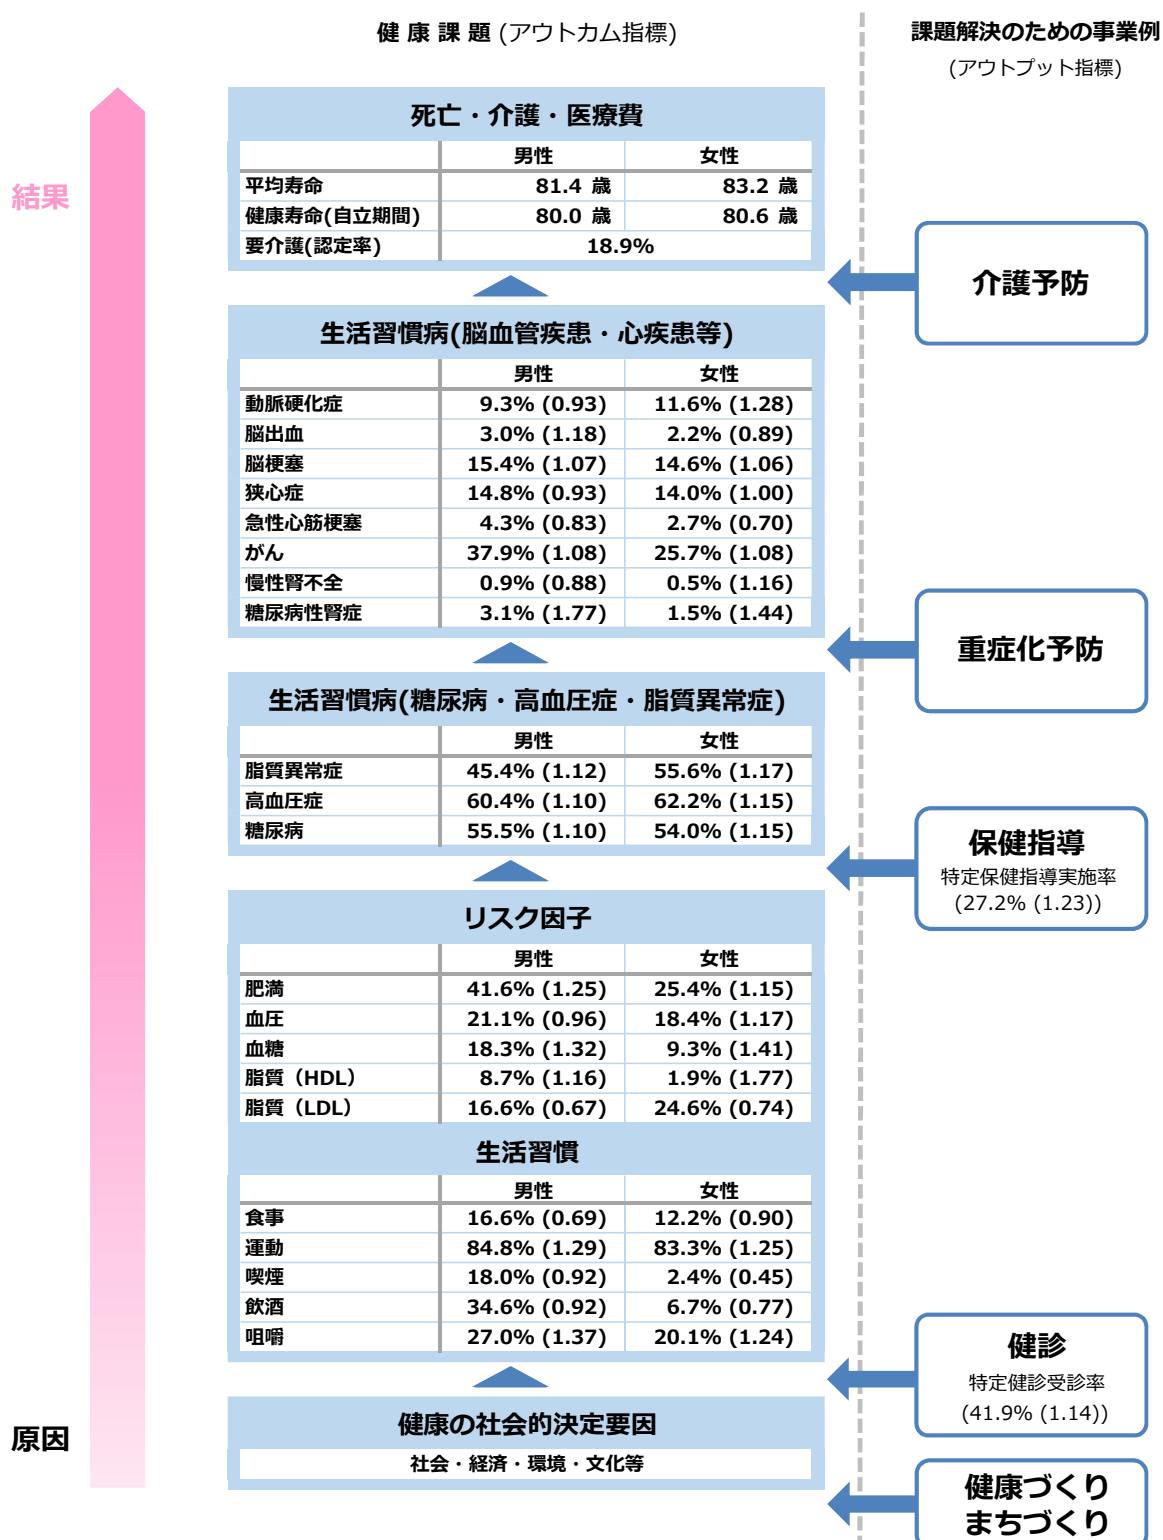 健康課題 (アウトカム指標)
課題解決のための事業例
(アウトプット指標)
結果
死亡・介護・医療費
男性 女性
平均寿命 81.4 歳 83.2 歳
健康寿命(自立期間) 80.0 歳 80.6 歳
要介護(認定率) 18.9%
介護予防
生活習慣病(脳血管疾患・心疾患等)
男性 女性
動脈硬化症 9.3% (0.93) 11.6% (1.28)
脳出血 3.0% (1.18) 2.2% (0.89)
脳梗塞 15.4% (1.07) 14.6% (1.06)
狭心症 14.8% (0.93) 14.0% (1.00)
急性心筋梗塞 4.3% (0.83) 2.7% (0.70)
がん 37.9% (1.08) 25.7% (1.08)
慢性腎不全 0.9% (0.88) 0.5% (1.16)
糖尿病性腎症 3.1% (1.77) 1.5% (1.44)
重症化予防
生活習慣病(糖尿病・高血圧症・脂質異常症)
男性 女性
脂質異常症 45.4% (1.12) 55.6% (1.17)
高血圧症 60.4% (1.10) 62.2% (1.15)
糖尿病 55.5% (1.10) 54.0% (1.15)
保健指導
特定保健指導実施率
(27.2% (1.23))
リスク因子
男性 女性
肥満 41.6% (1.25) 25.4% (1.15)
血圧 21.1% (0.96) 18.4% (1.17)
血糖 18.3% (1.32) 9.3% (1.41)
脂質（HDL） 8.7% (1.16) 1.9% (1.77)
脂質（LDL） 16.6% (0.67) 24.6% (0.74)
生活習慣
男性 女性
食事 16.6% (0.69) 12.2% (0.90)
運動 84.8% (1.29) 83.3% (1.25)
喫煙 18.0% (0.92) 2.4% (0.45)
飲酒 34.6% (0.92) 6.7% (0.77)
咀嚼 27.0% (1.37) 20.1% (1.24)
健診
特定健診受診率
(41.9% (1.14))
原因
健康の社会的決定要因
社会・経済・環境・文化等
健康づくり
まちづくり